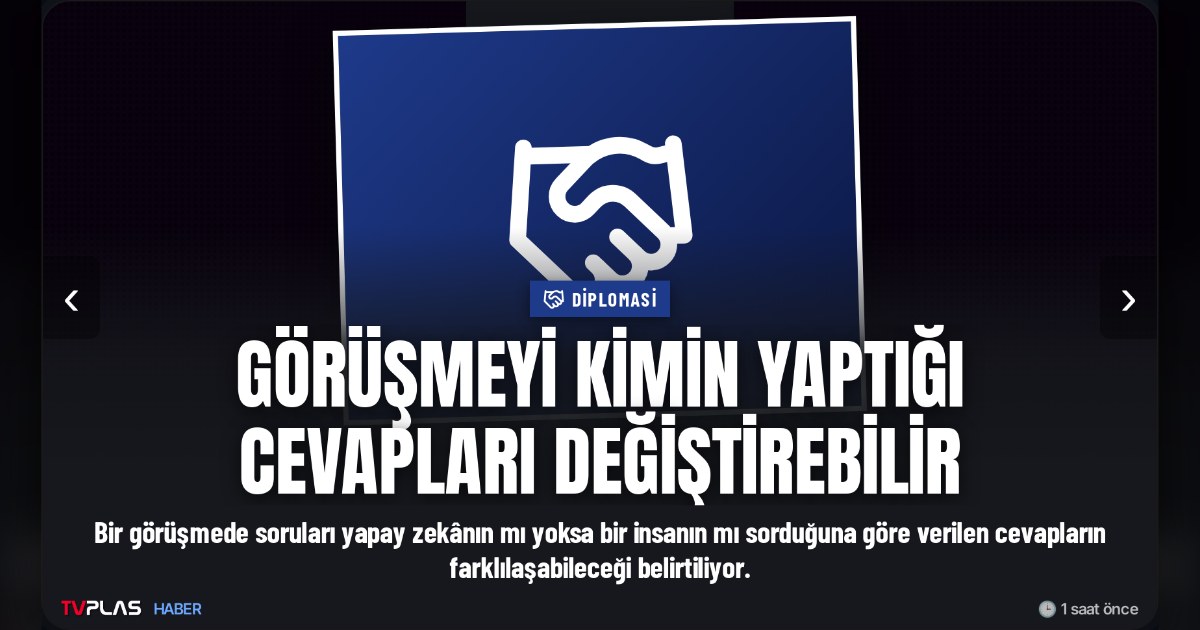 DİPLOMASİ
GÖRÜŞMEYİ KİMİN YAPTIĞI
CEVAPLARI DEĞİŞTİREBİLİR
Bir görüşmede soruları yapay zekânın mı yoksa bir insanın mı sorduğuna göre verilen cevapların
farklılaşabileceği belirtiliyor.
TVPLAS HABER
1 saat önce